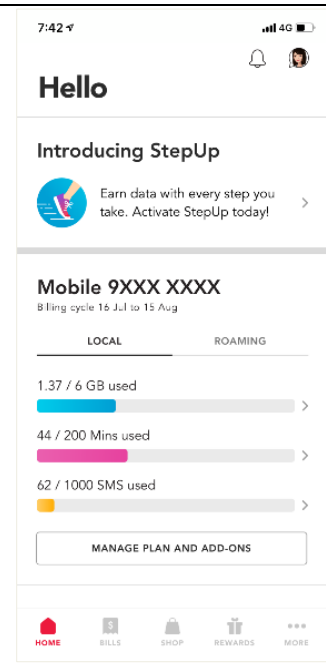 7:42
4G
Hello
Introducing StepUp
Earn data with every step you
take. Activate StepUp today!
Mobile 9XXX XXXX
Billing cycle 16 Jul to 15 Aug
LOCAL
ROAMING
1.37 / 6 GB used
44 / 200 Mins used
62 / 1000 SMS used
MANAGE PLAN AND ADD-ONS
$
HOME
BILLS
SHOP
REWARDS
MORE